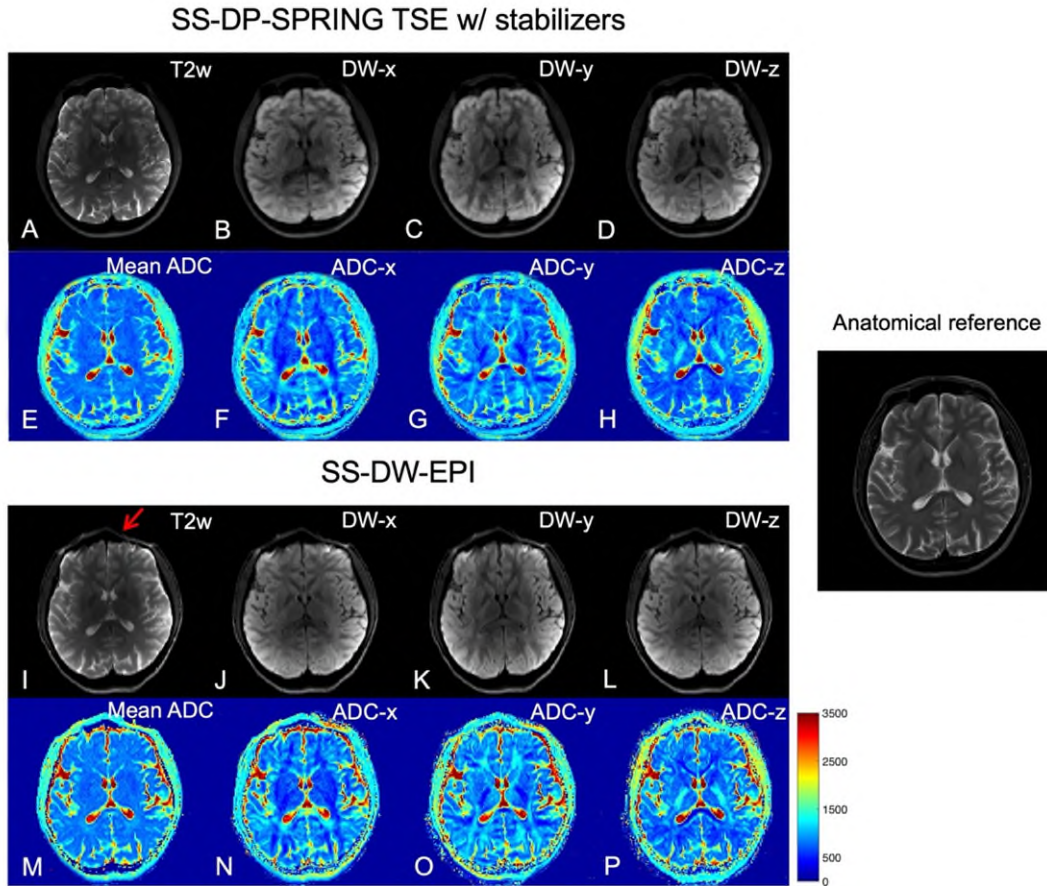 SS-DP-SPRING TSE w/ stabilizers
T2w
DW-x
DW-y
DW-z
A
B
C
D
Mean ADC
ADC-x
ADC-y
ADC-z
E
F
G
H
Anatomical reference
SS-DW-EPI
T2w
DW-x
DW-y
DW-z
I
J
K
L
Mean ADC
ADC-x
ADC-y
ADC-z
M
N
O
P
3500
2500
1500
500
0